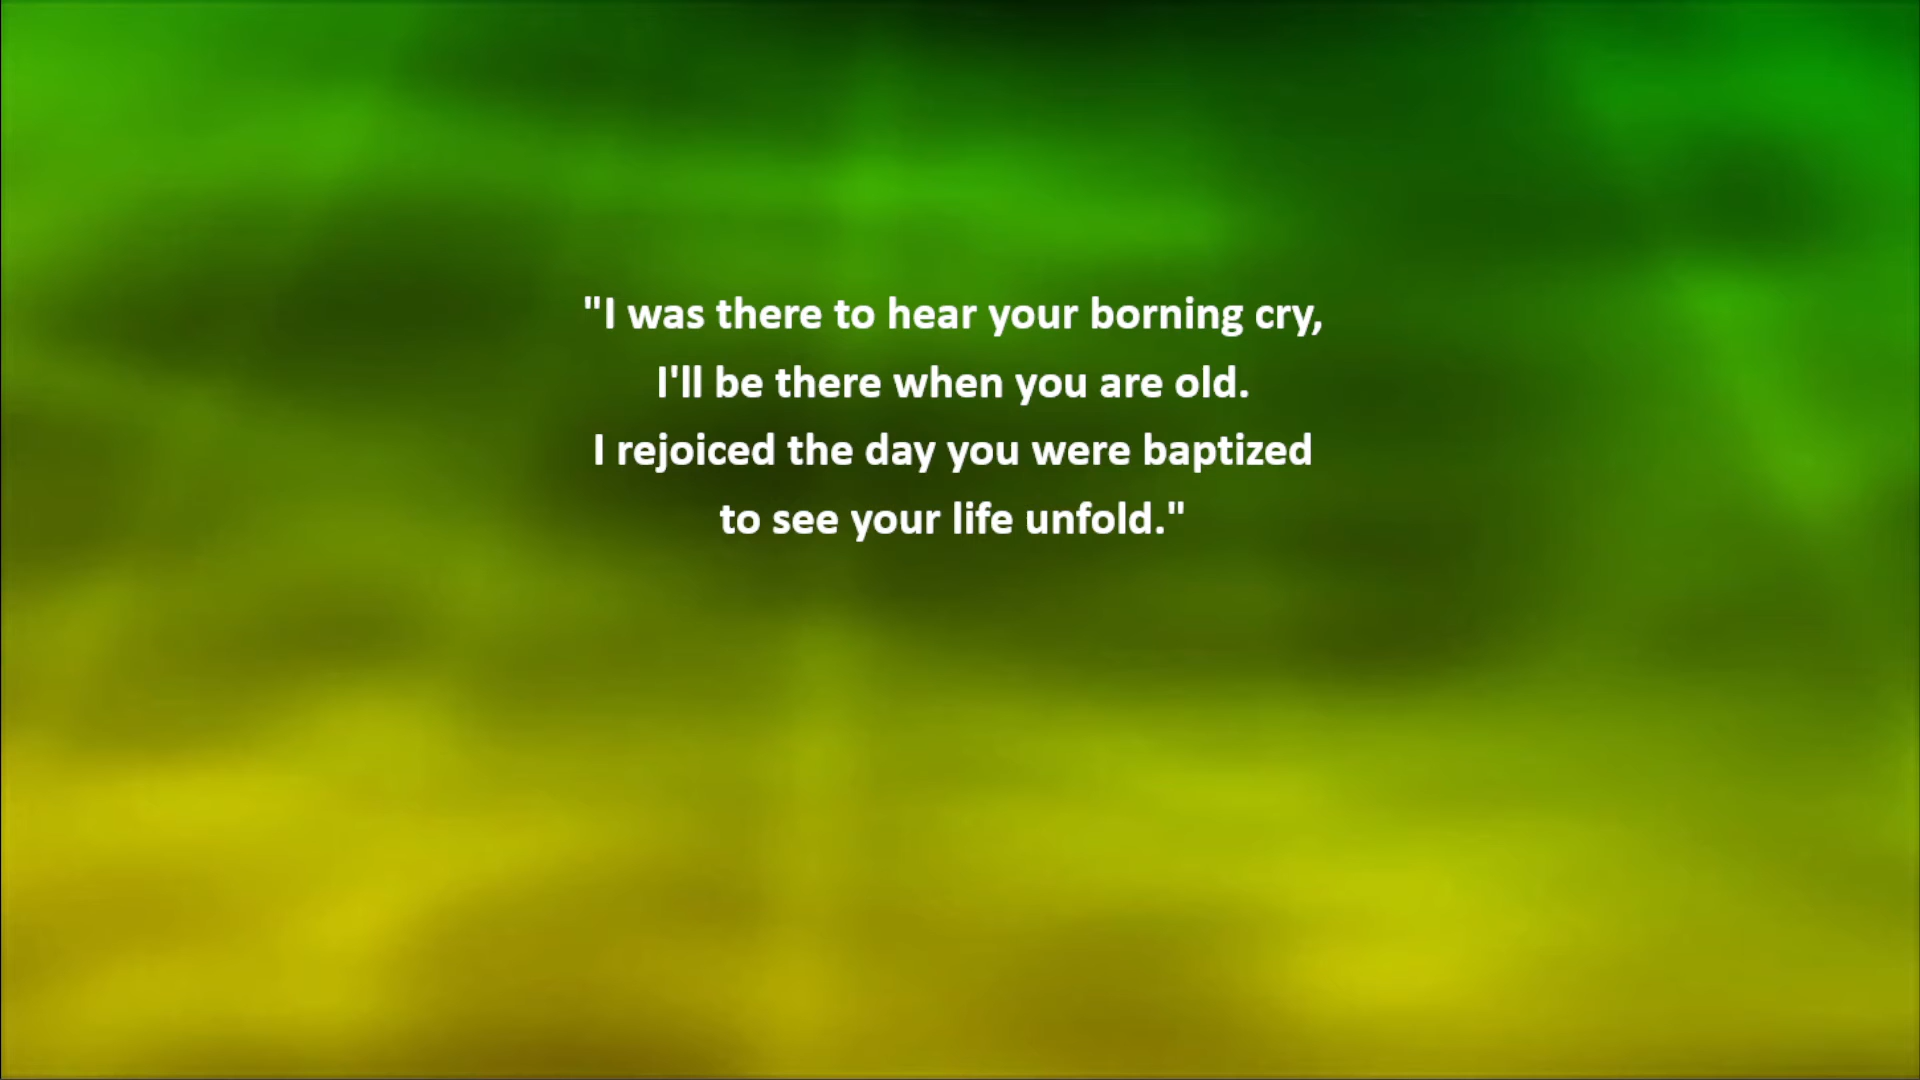 "I was there to hear your borning cry,
I'll be there when you are old.
I rejoiced the day you were baptized
to see your life unfold."